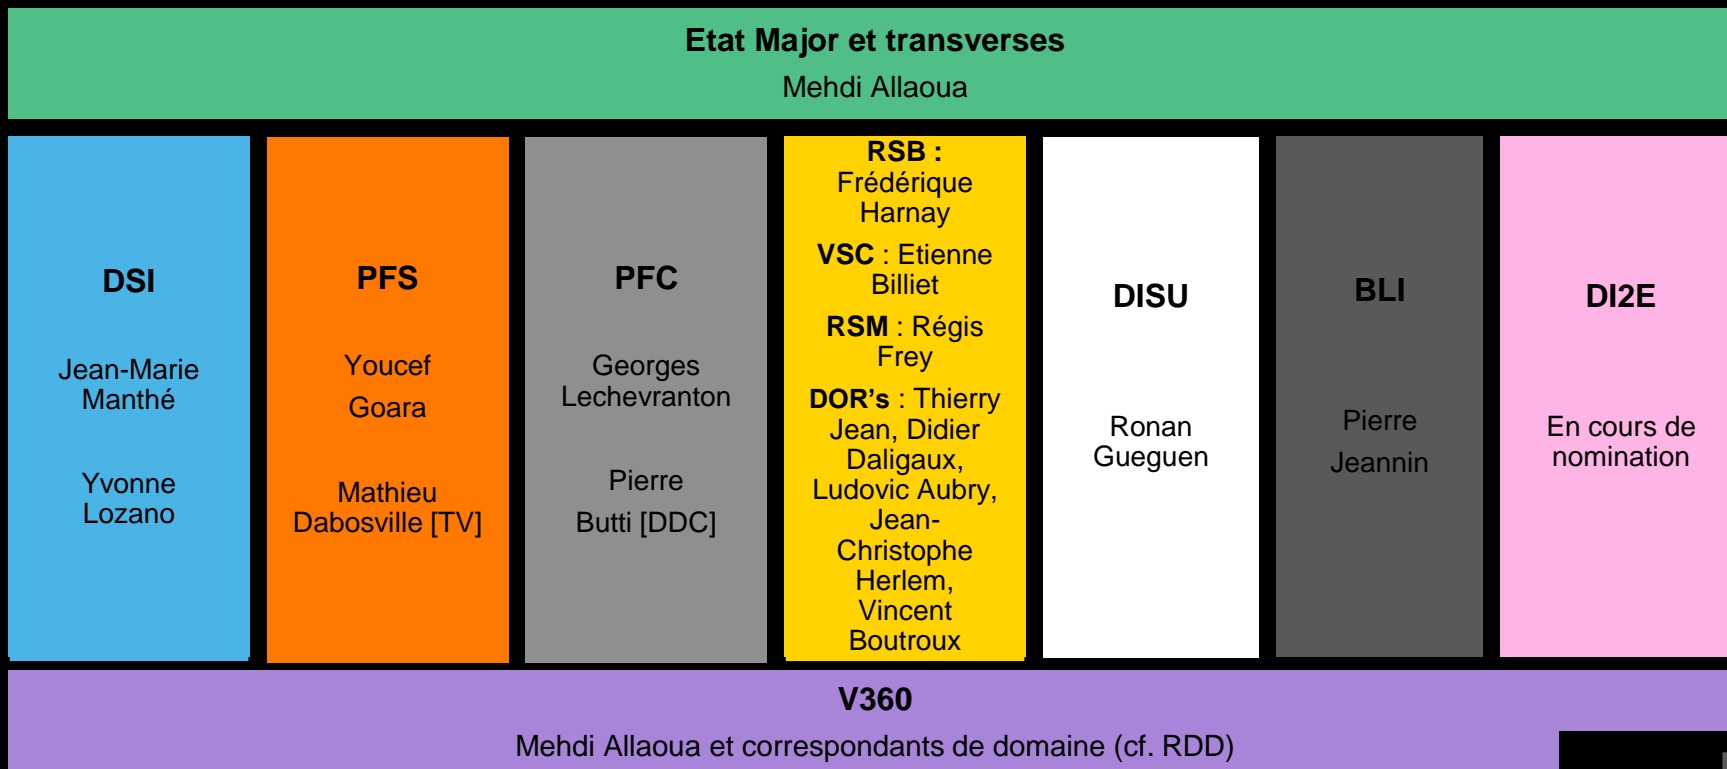 Etat Major et transverses
Mehdi Allaoua
DSI
Jean-Marie
Manthé
Yvonne
Lozano
PFS
Youcef
Goara
Mathieu
Dabosville [TV]
PFC
Georges
Lechevranton
Pierre
Butti [DDC]
RSB :
Frédérique
Harnay
VSC : Etienne
Billiet
RSM : Régis
Frey
DOR’s : Thierry
Jean, Didier
Daligaux,
Ludovic Aubry,
Jean-
Christophe
Herlem,
Vincent
Boutroux
DISU
Ronan
Gueguen
BLI
Pierre
Jeannin
DI2E
En cours de
nomination
V360
Mehdi Allaoua et correspondants de domaine (cf. RDD)